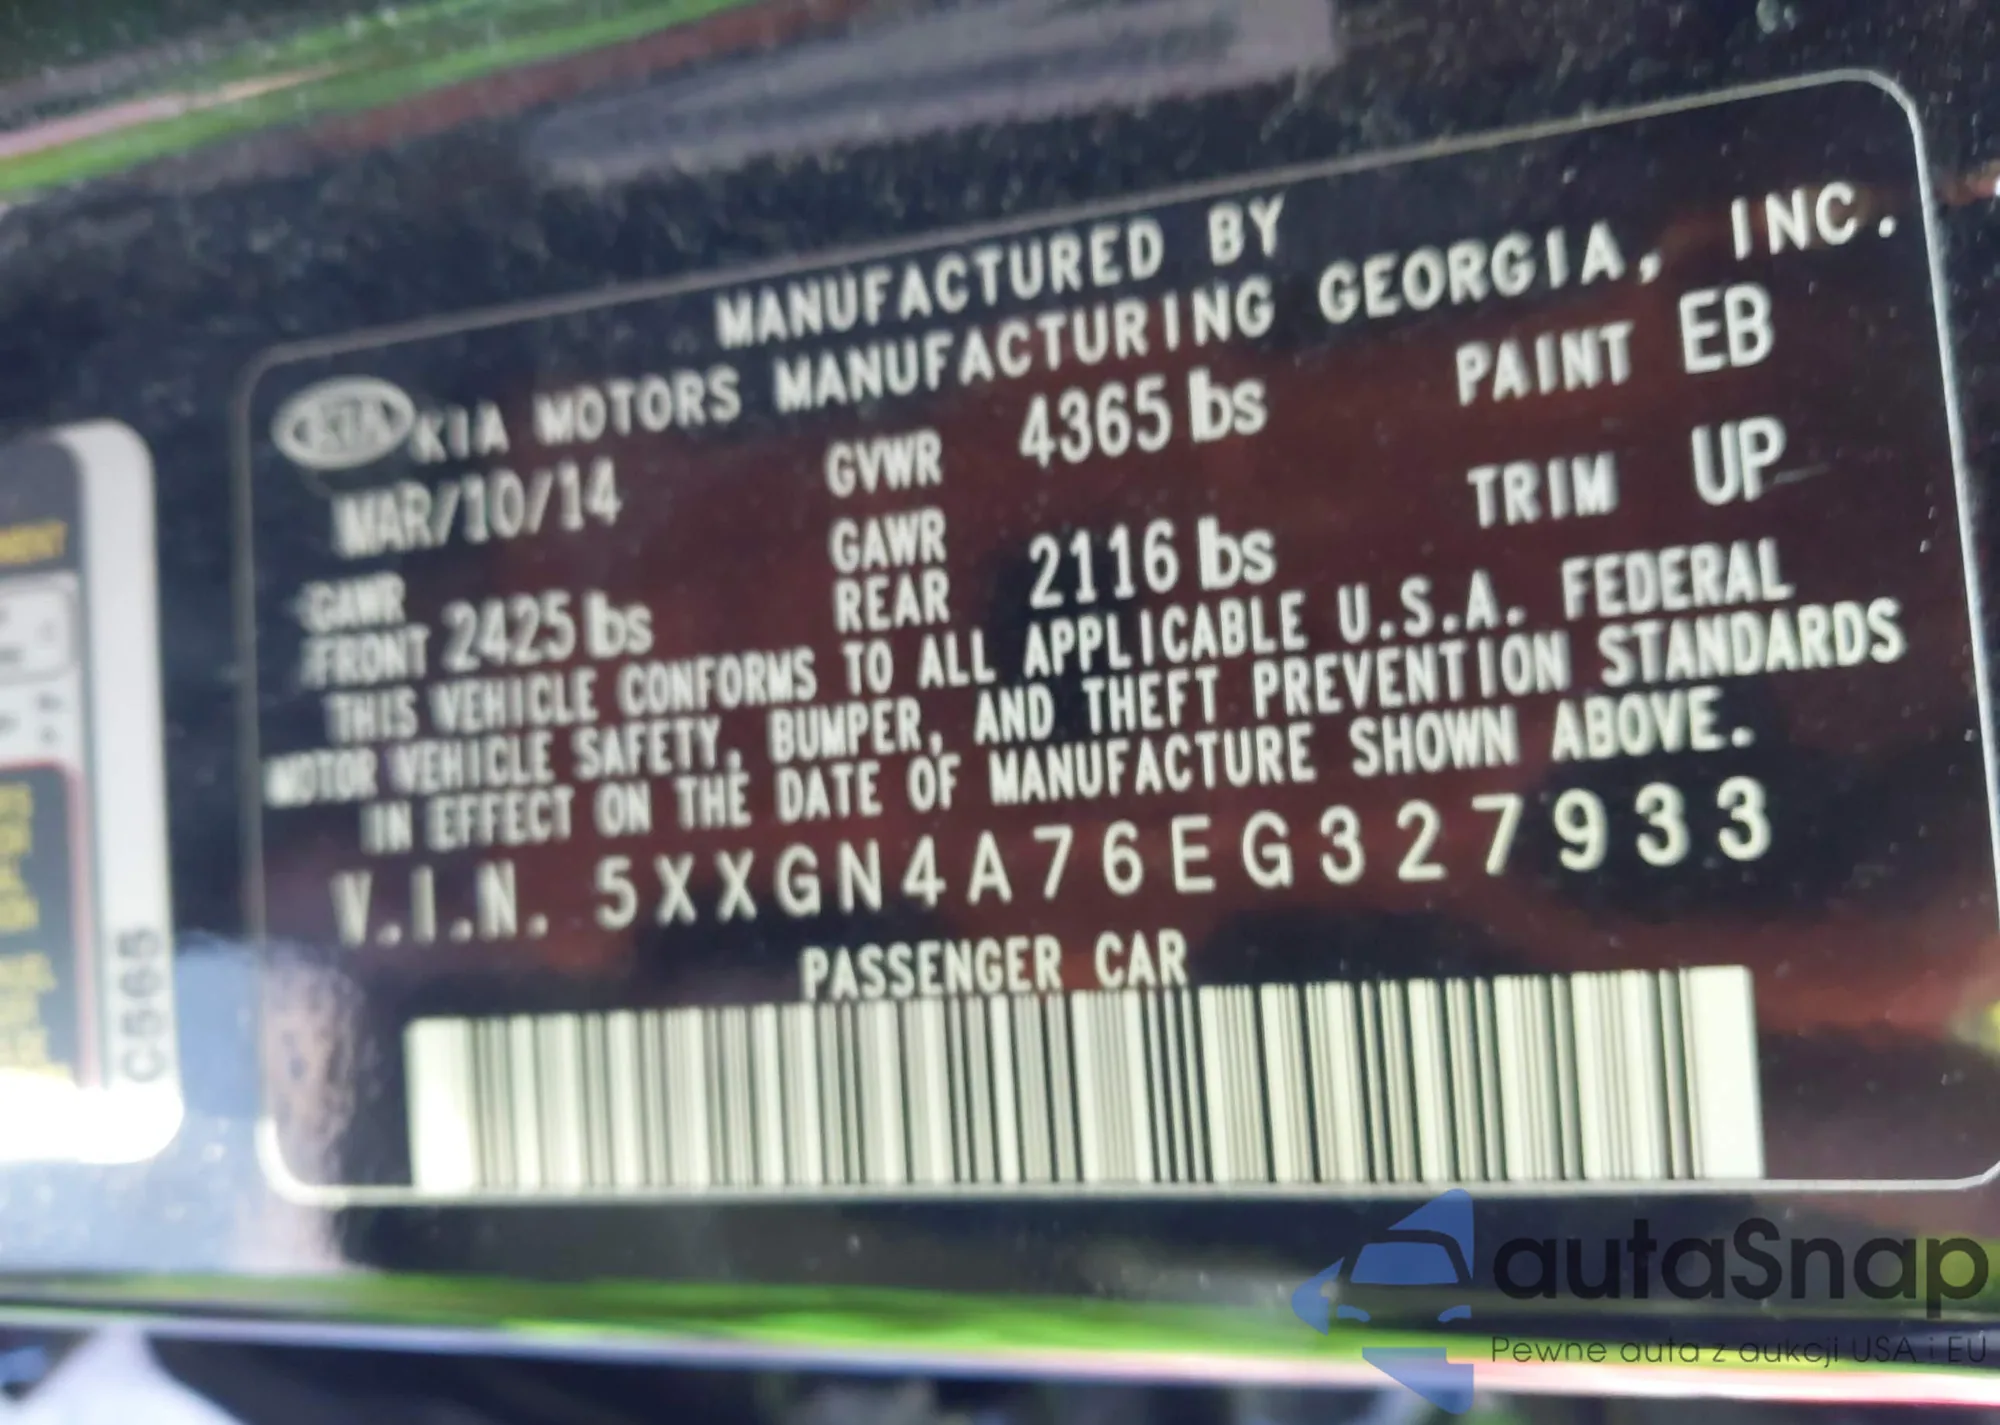 MANUFACTURED BY
KIA KIA MOTORS MANUFACTURING GEORGIA, INC.
MAR/10/14 GVWR 4365 lbs PAINT EB
GAWR FRONT 2425 lbs GAWR REAR 2116 lbs TRIM UP
THIS VEHICLE CONFORMS TO ALL APPLICABLE U.S.A. FEDERAL
MOTOR VEHICLE SAFETY, BUMPER, AND THEFT PREVENTION STANDARDS
IN EFFECT ON THE DATE OF MANUFACTURE SHOWN ABOVE.
V.I.N. 5XXGN4A76EG327933
PASSENGER CAR
C565
autaSnap
Pewne auta z aukcji USA i EU